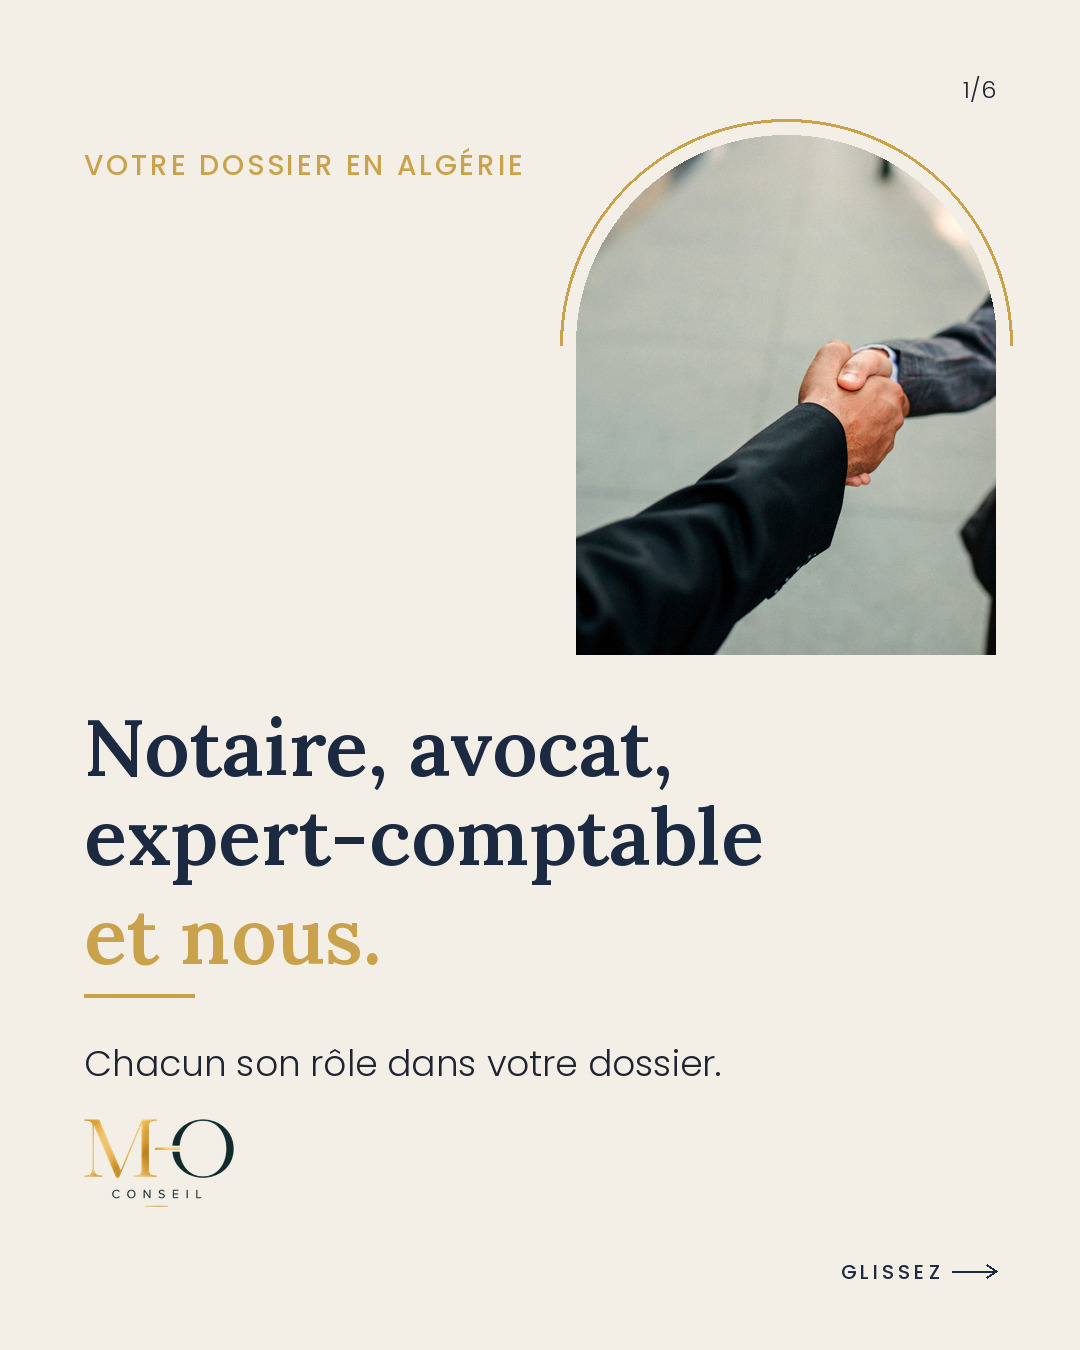 1/6
VOTRE DOSSIER EN ALGÉRIE
Notaire, avocat,
expert-comptable
et nous.
Chacun son rôle dans votre dossier.
M-O
CONSEIL
GLISSEZ